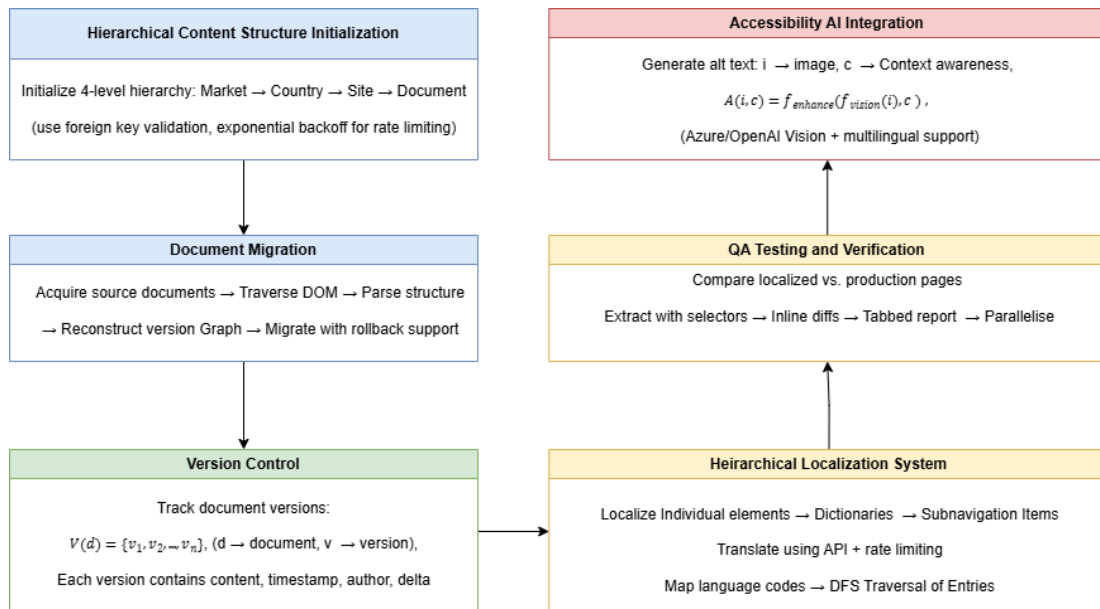 Hierarchical Content Structure Initialization
Initialize 4-level hierarchy: Market → Country → Site → Document
(use foreign key validation, exponential backoff for rate limiting)
Document Migration
Acquire source documents → Traverse DOM → Parse structure
→ Reconstruct version Graph → Migrate with rollback support
Version Control
Track document versions:
V(d) = {v₁, v₂, .., vₙ}, (d → document, v → version),
Each version contains content, timestamp, author, delta
Heirarchical Localization System
Localize Individual elements → Dictionaries → Subnavigation Items
Translate using API + rate limiting
Map language codes → DFS Traversal of Entries
QA Testing and Verification
Compare localized vs. production pages
Extract with selectors → Inline diffs → Tabbed report → Parallelise
Accessibility AI Integration
Generate alt text: i → image, c → Context awareness,
A(i, c) = f_enhance(f_vision(i), c) ,
(Azure/OpenAI Vision + multilingual support)